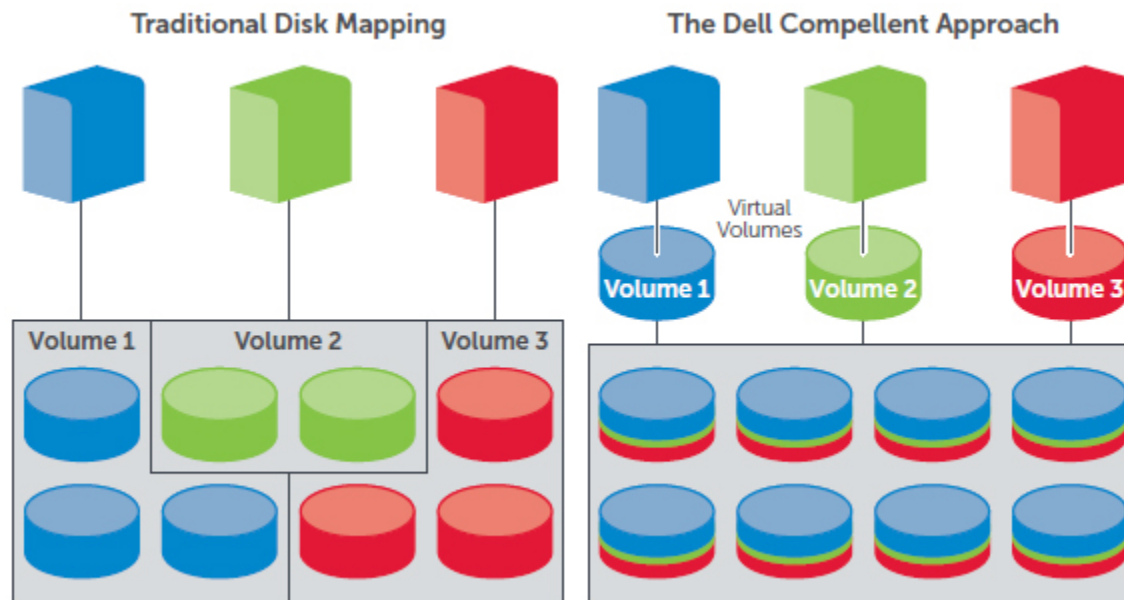 Traditional Disk Mapping
Volume 1
Volume 2
Volume 3
The Dell Compellent Approach
Virtual
Volumes
Volume 1
Volume 2
Volume 3